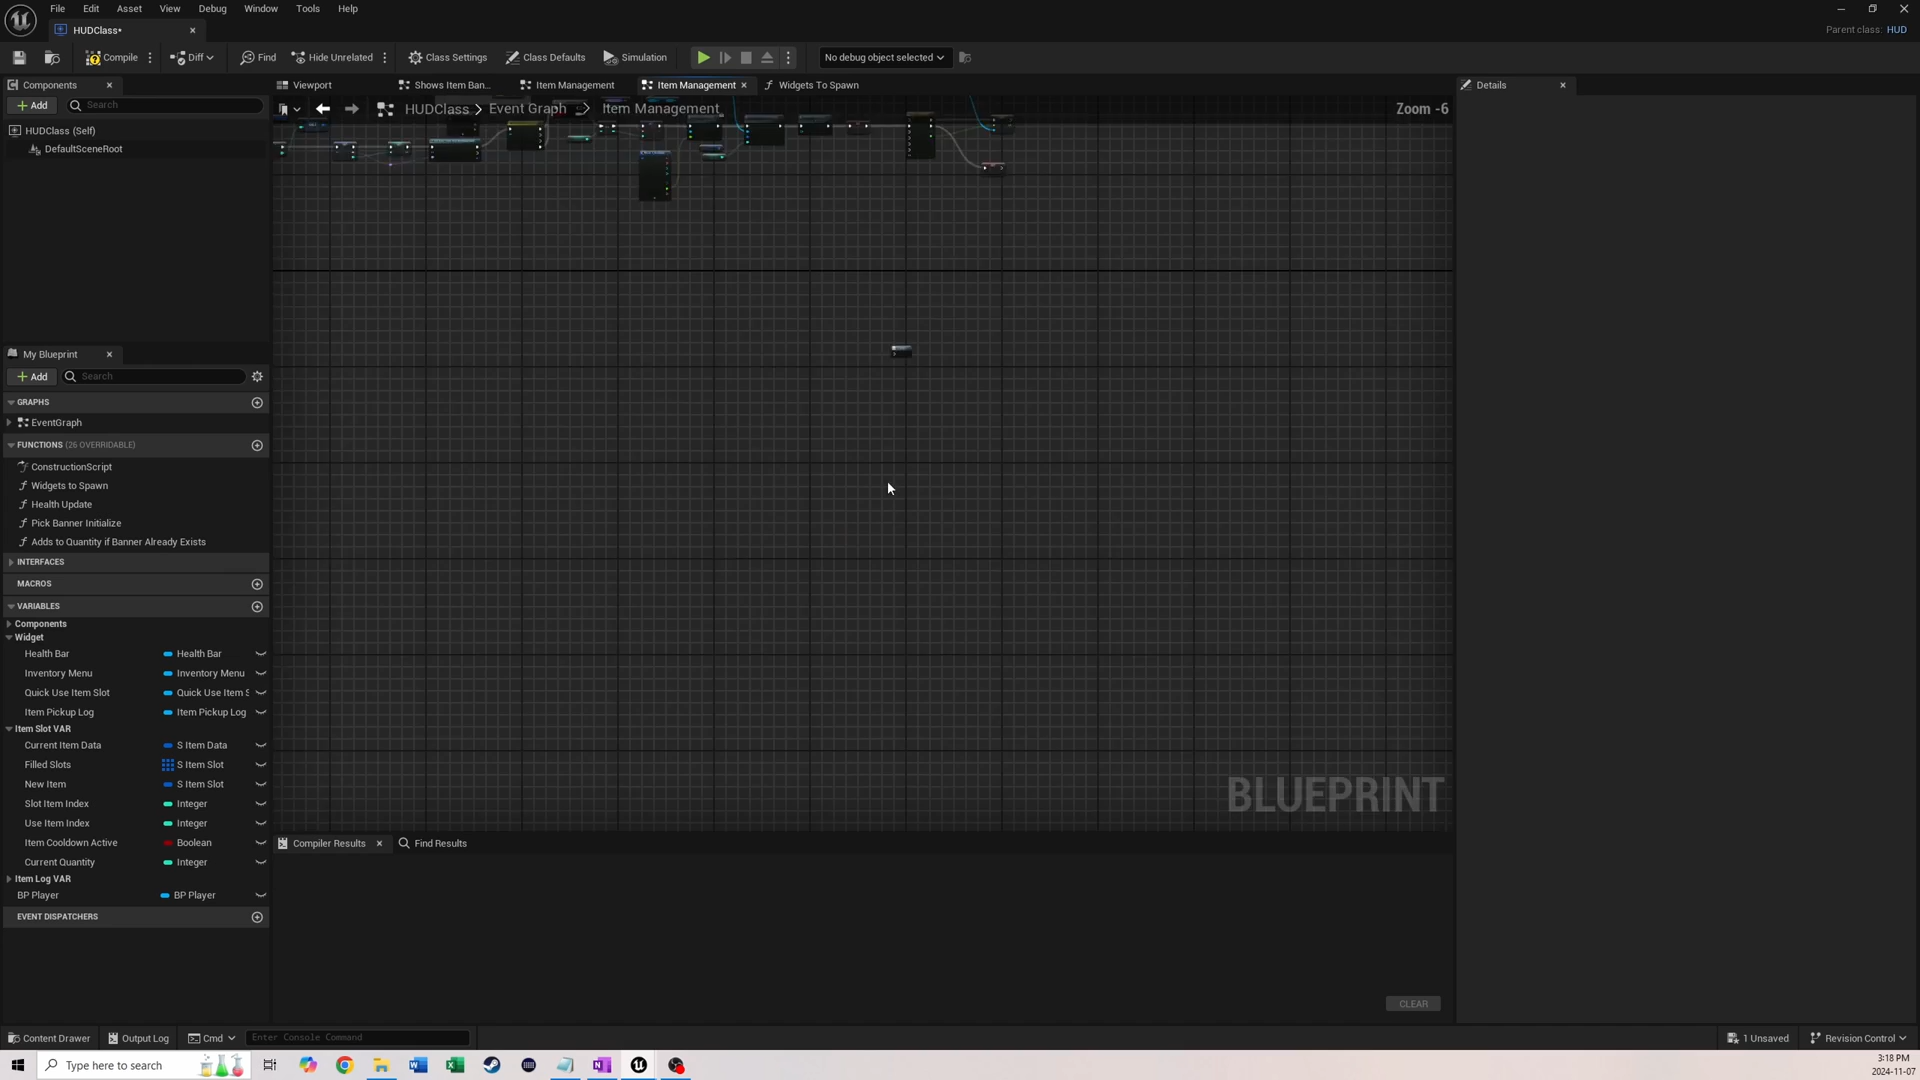 File Edit Asset View Debug Window Tools Help
HUDClass*
Parent class: HUD
Compile Diff Find Hide Unrelated Class Settings Class Defaults Simulation No debug object selected
Components
Viewport Shows Item Ban... Item Management Item Management Widgets To Spawn
Details
Add Search
HUDClass > Event Graph > Item Management
Zoom -6
HUDClass (Self)
DefaultSceneRoot
My Blueprint
Add Search
GRAPHS
EventGraph
FUNCTIONS (26 OVERRIDABLE)
ConstructionScript
Widgets to Spawn
Health Update
Pick Banner Initialize
Adds to Quantity if Banner Already Exists
INTERFACES
MACROS
VARIABLES
Components
Widget
Health Bar Health Bar
Inventory Menu Inventory Menu
Quick Use Item Slot Quick Use Item S
Item Pickup Log Item Pickup Log
Item Slot VAR
Current Item Data S Item Data
Filled Slots S Item Slot
New Item S Item Slot
Slot Item Index Integer
Use Item Index Integer
Item Cooldown Active Boolean
Current Quantity Integer
Item Log VAR
BP Player BP Player
EVENT DISPATCHERS
BLUEPRINT
Compiler Results Find Results
CLEAR
Content Drawer Output Log Cmd Enter Console Command
1 Unsaved Revision Control
Type here to search
3:18 PM
2024-11-07